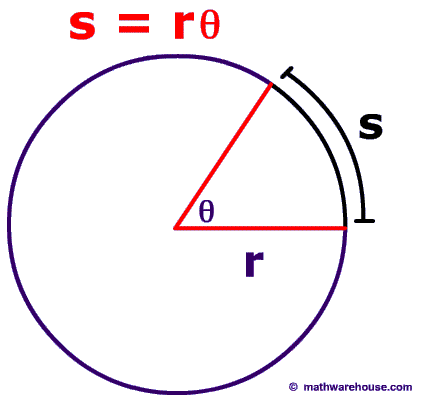 s = rθ
s
θ
r
© mathwarehouse.com